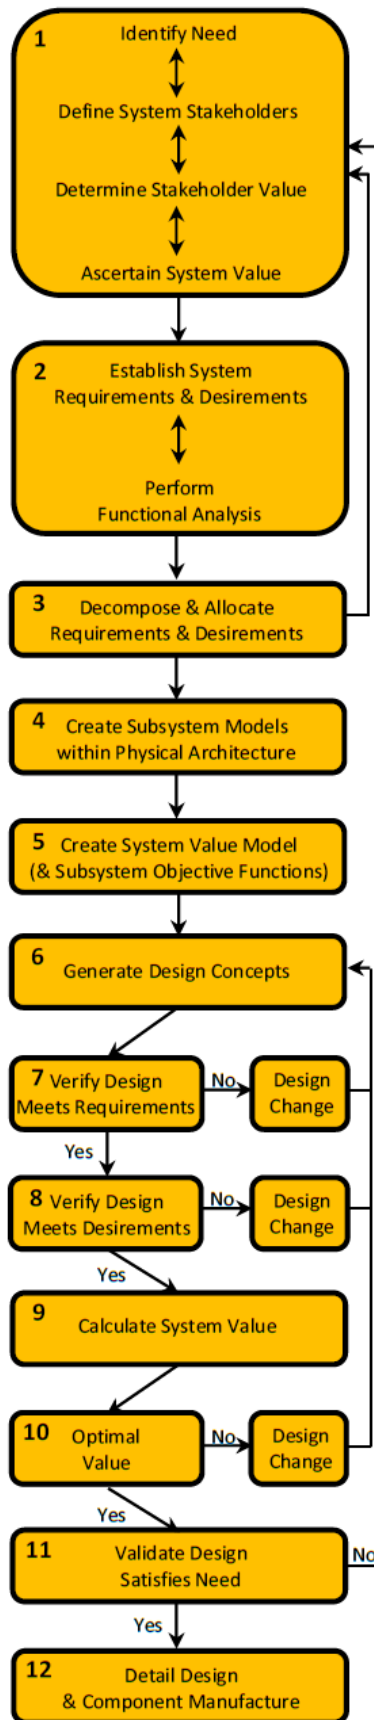 1 Identify Need
Define System Stakeholders
Determine Stakeholder Value
Ascertain System Value
2 Establish System
Requirements & Desirements
Perform
Functional Analysis
3 Decompose & Allocate
Requirements & Desirements
4 Create Subsystem Models
within Physical Architecture
5 Create System Value Model
(& Subsystem Objective Functions)
6 Generate Design Concepts
7 Verify Design
Meets Requirements
No
Design
Change
Yes
8 Verify Design
Meets Desirements
No
Design
Change
Yes
9 Calculate System Value
10 Optimal
Value
No
Design
Change
Yes
11 Validate Design
Satisfies Need
No
Yes
12 Detail Design
& Component Manufacture